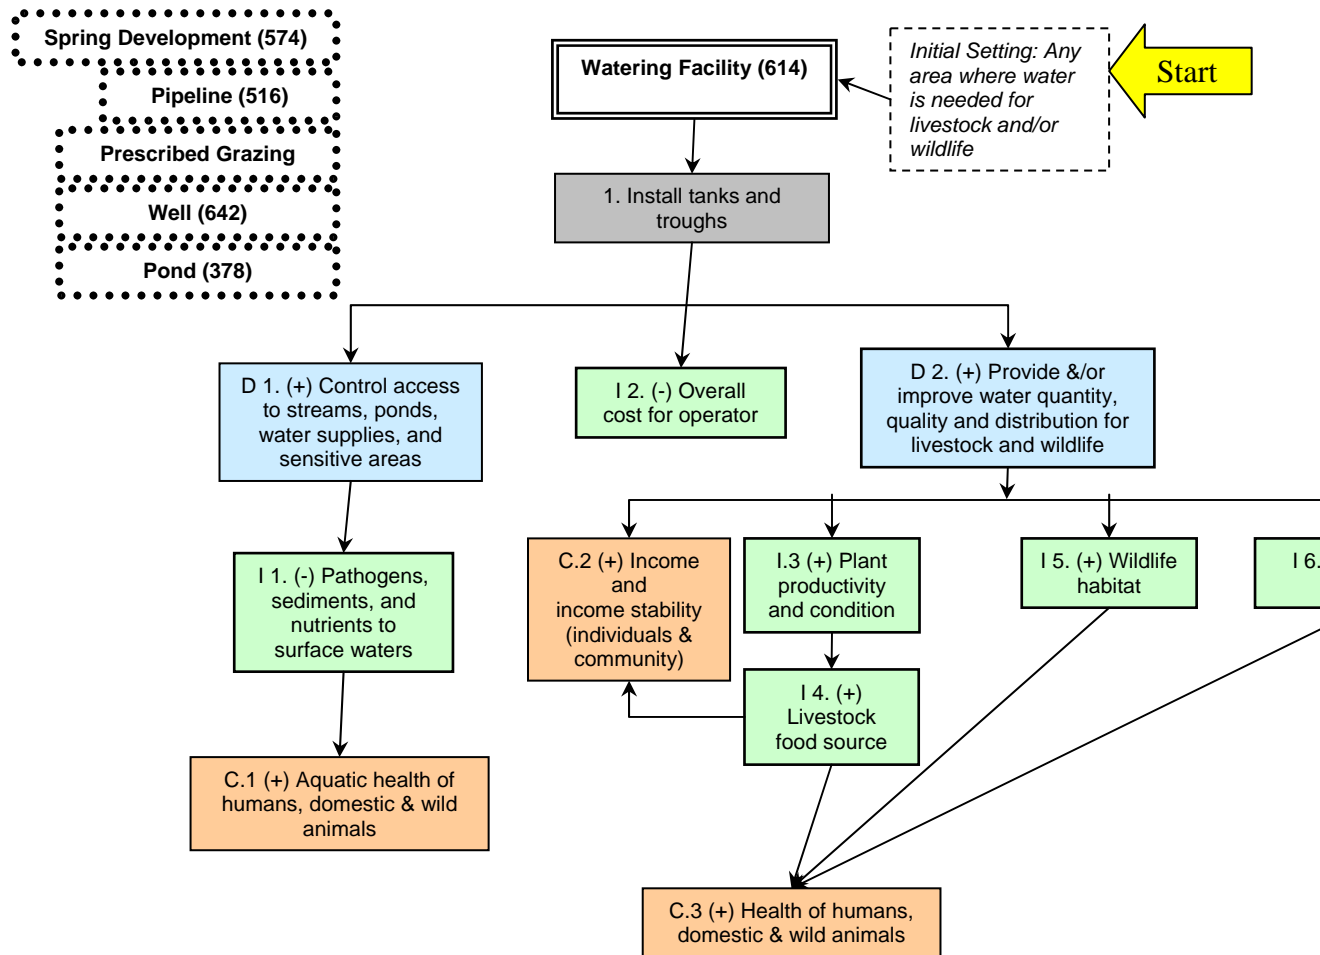 Spring Development (574)
Pipeline (516)
Prescribed Grazing
Well (642)
Pond (378)
Watering Facility (614)
Initial Setting: Any
area where water
is needed for
livestock and/or
wildlife
Start
1. Install tanks and
troughs
D 1. (+) Control access
to streams, ponds,
water supplies, and
sensitive areas
I 2. (-) Overall
cost for operator
D 2. (+) Provide &/or
improve water quantity,
quality and distribution for
livestock and wildlife
I 1. (-) Pathogens,
sediments, and
nutrients to
surface waters
C.2 (+) Income
and
income stability
(individuals &
community)
I.3 (+) Plant
productivity
and condition
I 5. (+) Wildlife
habitat
I 6.
I 4. (+)
Livestock
food source
C.1 (+) Aquatic health of
humans, domestic & wild
animals
C.3 (+) Health of humans,
domestic & wild animals